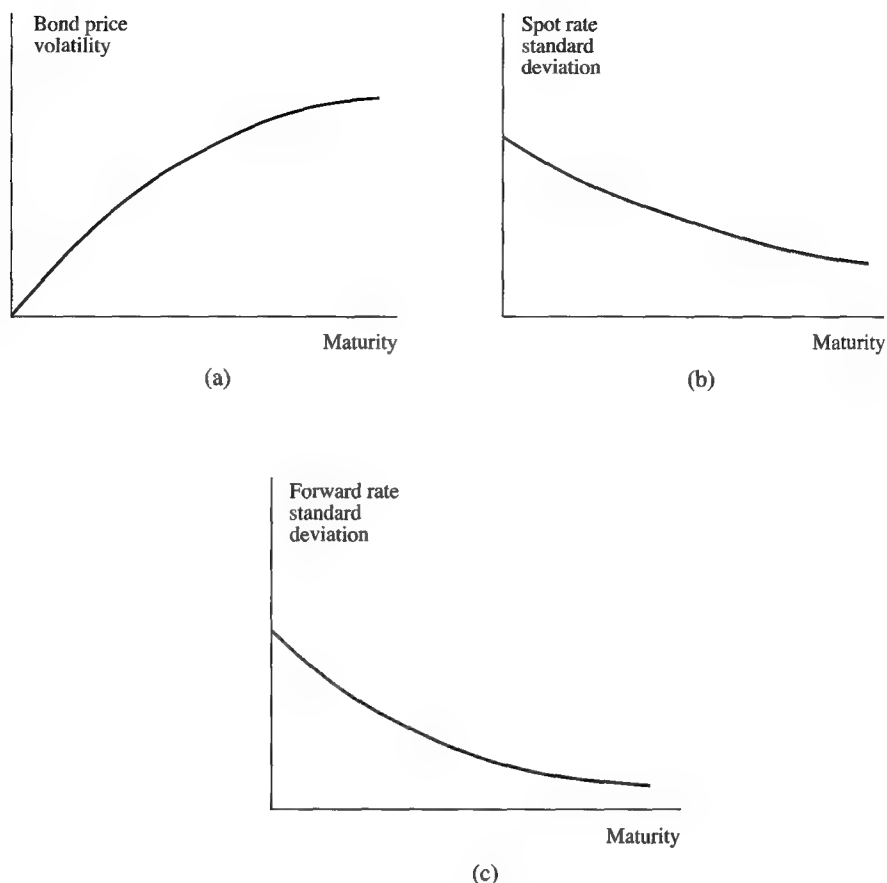 Bond price
volatility
Maturity
(a)
Spot rate
standard
deviation
Maturity
(b)
Forward rate
standard
deviation
Maturity
(c)